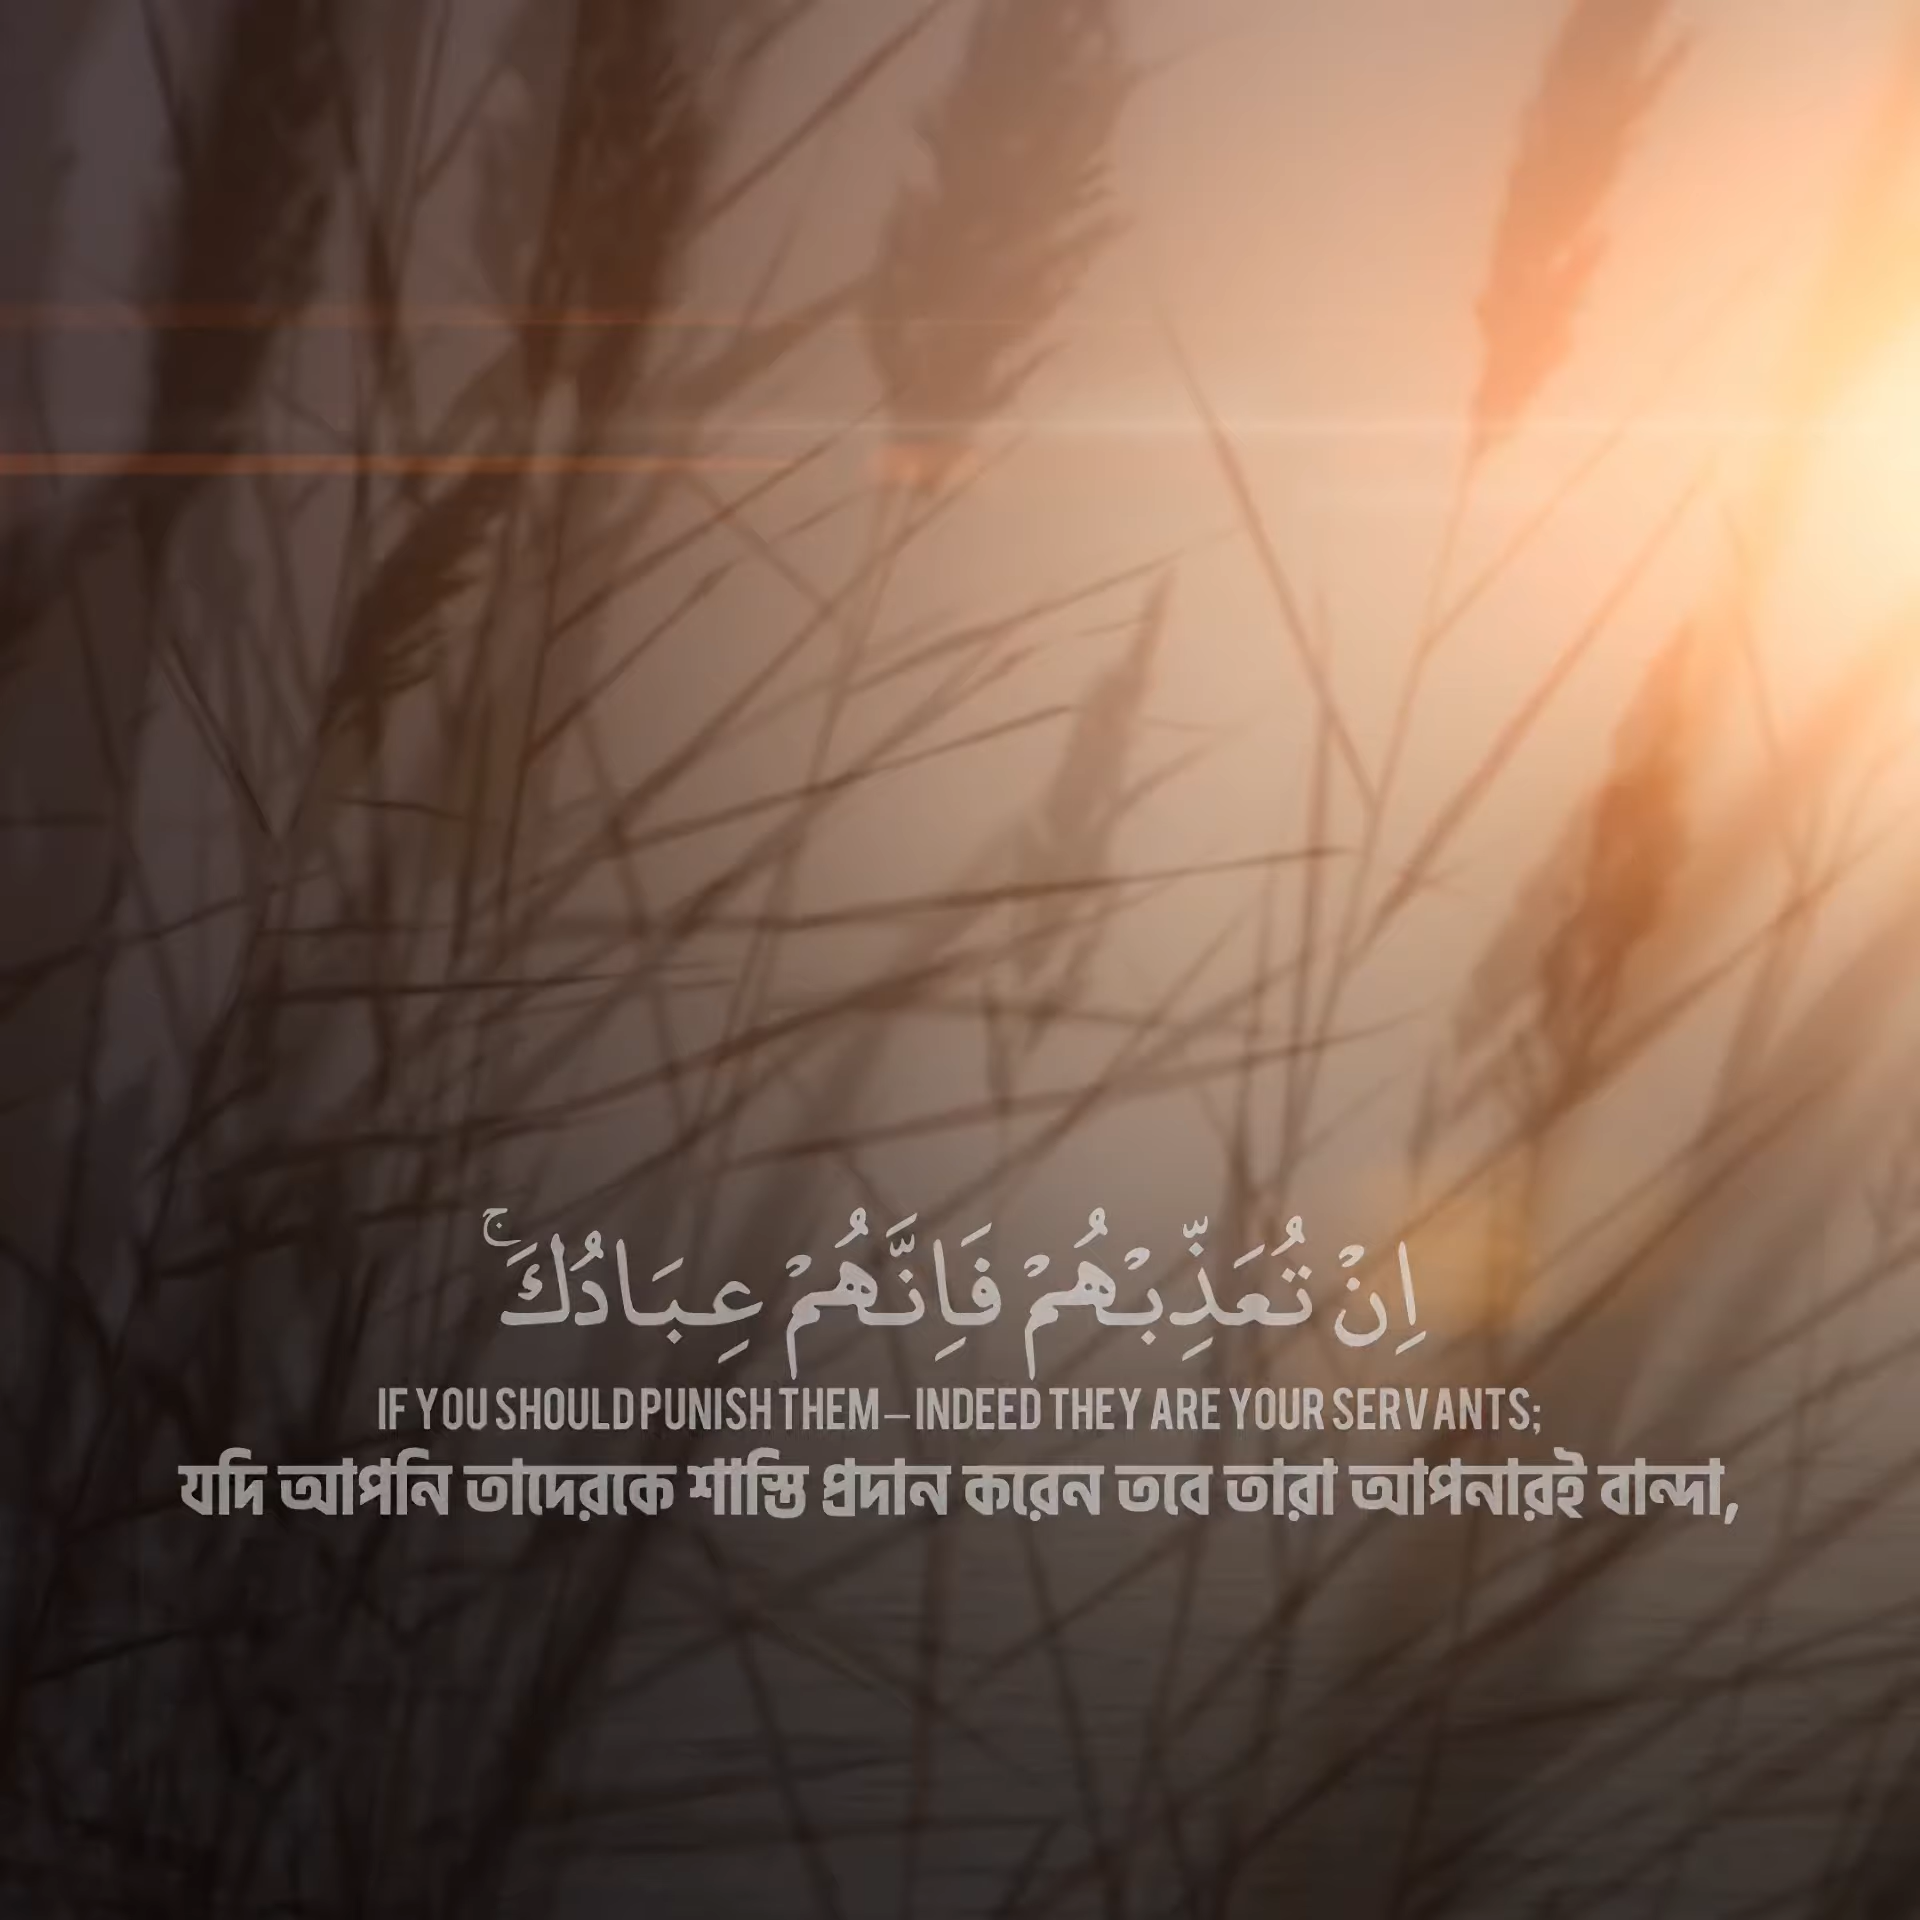 اِنْ تُعَذِّبْهُمْ فَاِنَّهُمْ عِبَادُكَ ۚ
IF YOU SHOULD PUNISH THEM – INDEED THEY ARE YOUR SERVANTS;
যদি আপনি তাদেরকে শাস্তি প্রদান করেন তবে তারা আপনারই বান্দা,